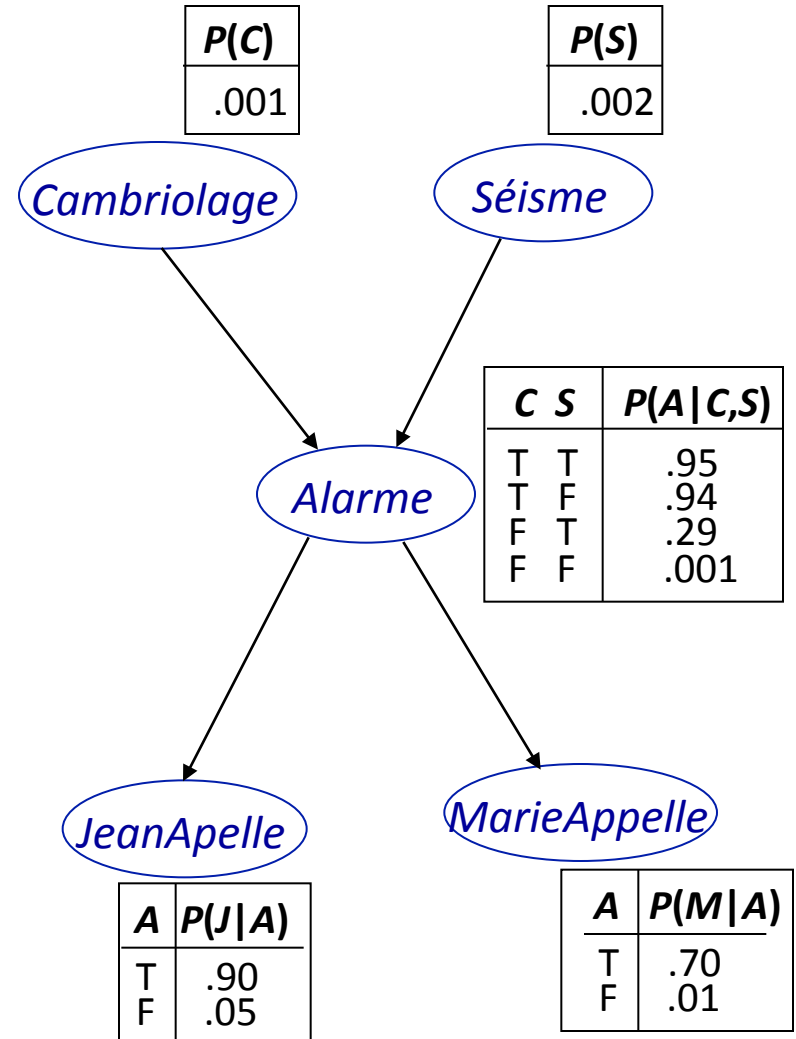 P(C)
.001
P(S)
.002
Cambriolage
Séisme
C S P(A|C,S)
T T .95
T F .94
F T .29
F F .001
Alarme
JeanApelle
MarieAppelle
A P(J|A)
T .90
F .05
A P(M|A)
T .70
F .01